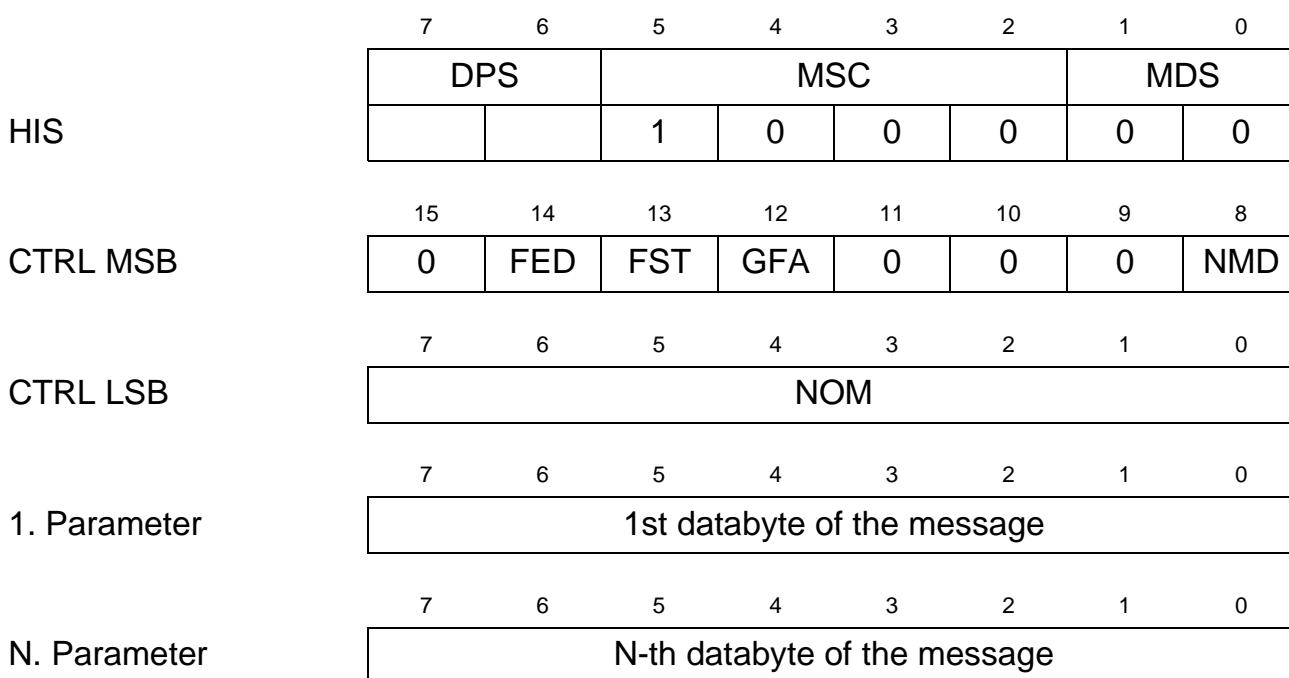 7 6 5 4 3 2 1 0
DPS MSC MDS
HIS 1 0 0 0 0 0
15 14 13 12 11 10 9 8
CTRL MSB 0 FED FST GFA 0 0 0 NMD
7 6 5 4 3 2 1 0
CTRL LSB NOM
7 6 5 4 3 2 1 0
1. Parameter 1st databyte of the message
7 6 5 4 3 2 1 0
N. Parameter N-th databyte of the message